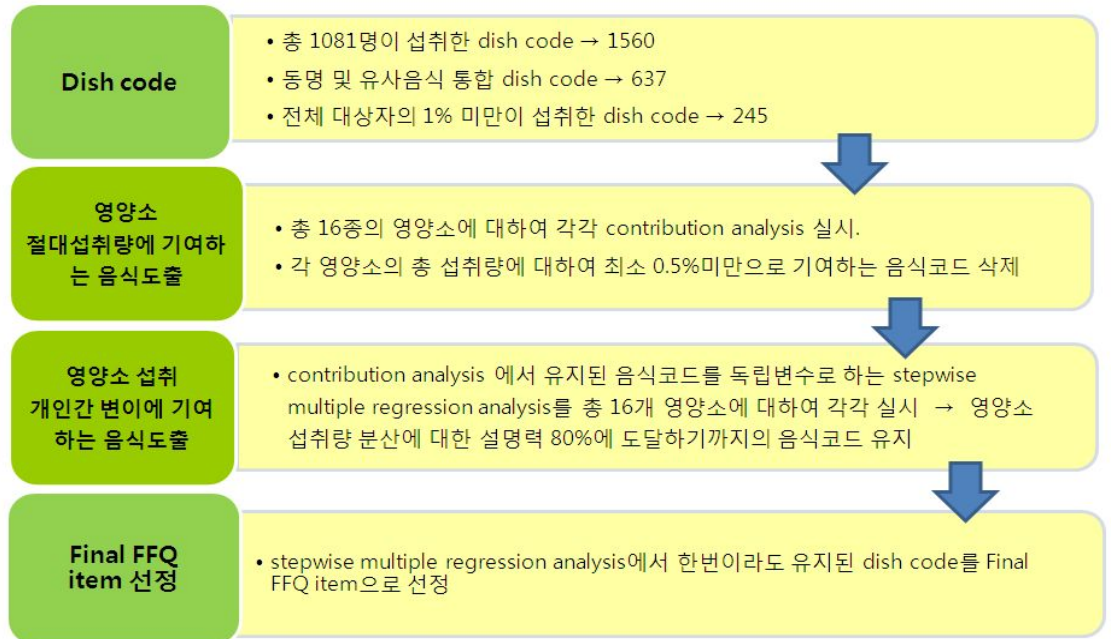 Dish code
• 총 1081명이 섭취한 dish code → 1560
• 동명 및 유사음식 통합 dish code → 637
• 전체 대상자의 1% 미만이 섭취한 dish code → 245
영양소
절대섭취량에 기여하
는 음식도출
• 총 16종의 영양소에 대하여 각각 contribution analysis 실시.
• 각 영양소의 총 섭취량에 대하여 최소 0.5%미만으로 기여하는 음식코드 삭제
영양소 섭취
개인간 변이에 기여
하는 음식도출
• contribution analysis 에서 유지된 음식코드를 독립변수로 하는 stepwise
multiple regression analysis를 총 16개 영양소에 대하여 각각 실시 → 영양소
섭취량 분산에 대한 설명력 80%에 도달하기까지의 음식코드 유지
Final FFQ
item 선정
• stepwise multiple regression analysis에서 한번이라도 유지된 dish code를 Final
FFQ item으로 선정